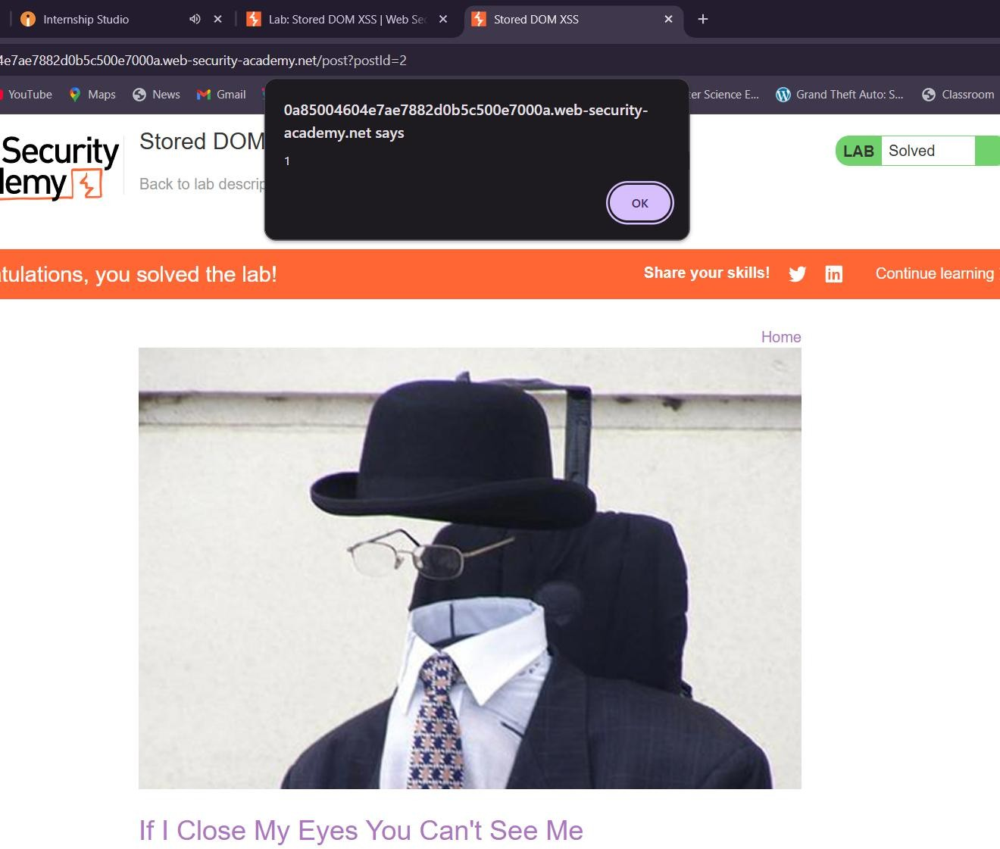 Internship Studio
Lab: Stored DOM XSS | Web Sec
Stored DOM XSS
4e7ae7882d0b5c500e7000a.web-security-academy.net/post?postId=2
YouTube
Maps
News
Gmail
er Science E...
Grand Theft Auto: S...
Classroom
0a85004604e7ae7882d0b5c500e7000a.web-security-
academy.net says
1
OK
Security
demy
Stored DOM
Back to lab descrip
LAB Solved
tulations, you solved the lab!
Share your skills!
in
Continue learning
Home
If I Close My Eyes You Can't See Me